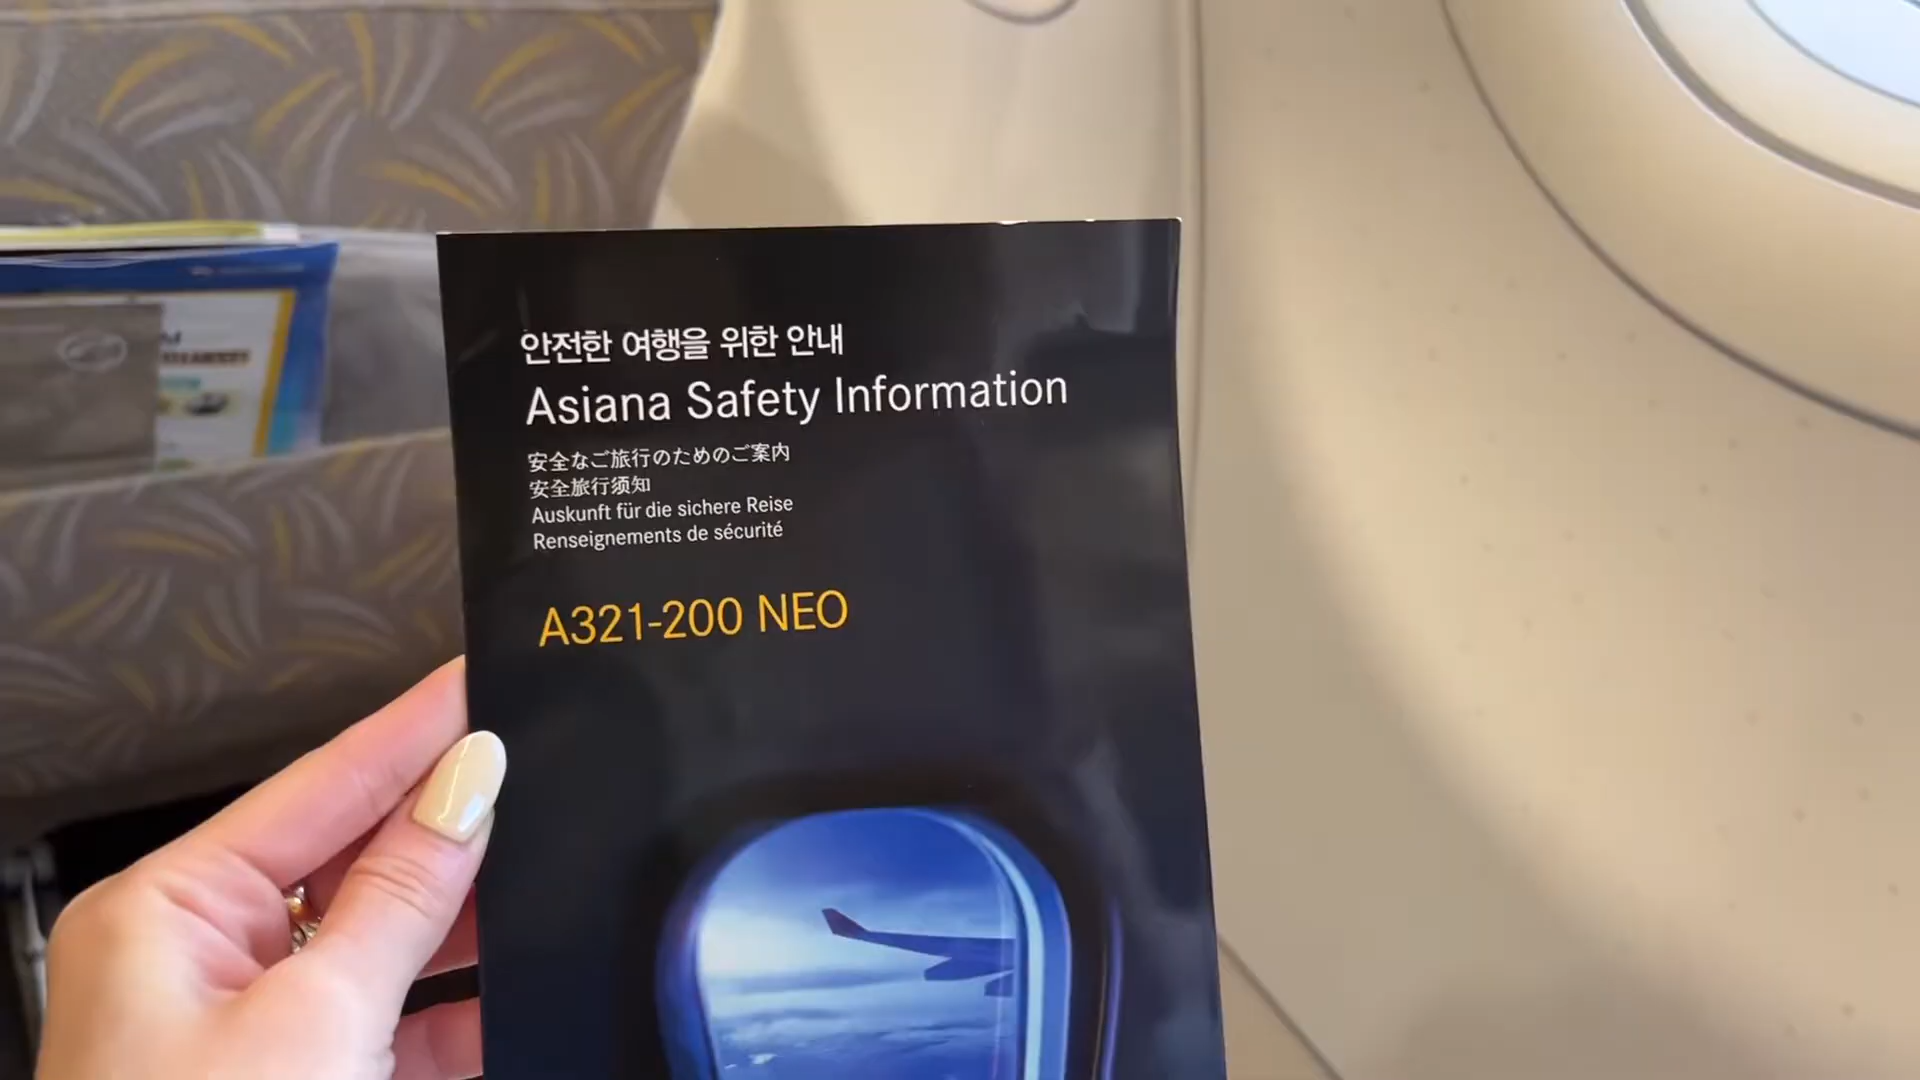 안전한 여행을 위한 안내
Asiana Safety Information
安全なご旅行のためのご案内
安全旅行须知
Auskunft für die sichere Reise
Renseignements de sécurité
A321-200 NEO